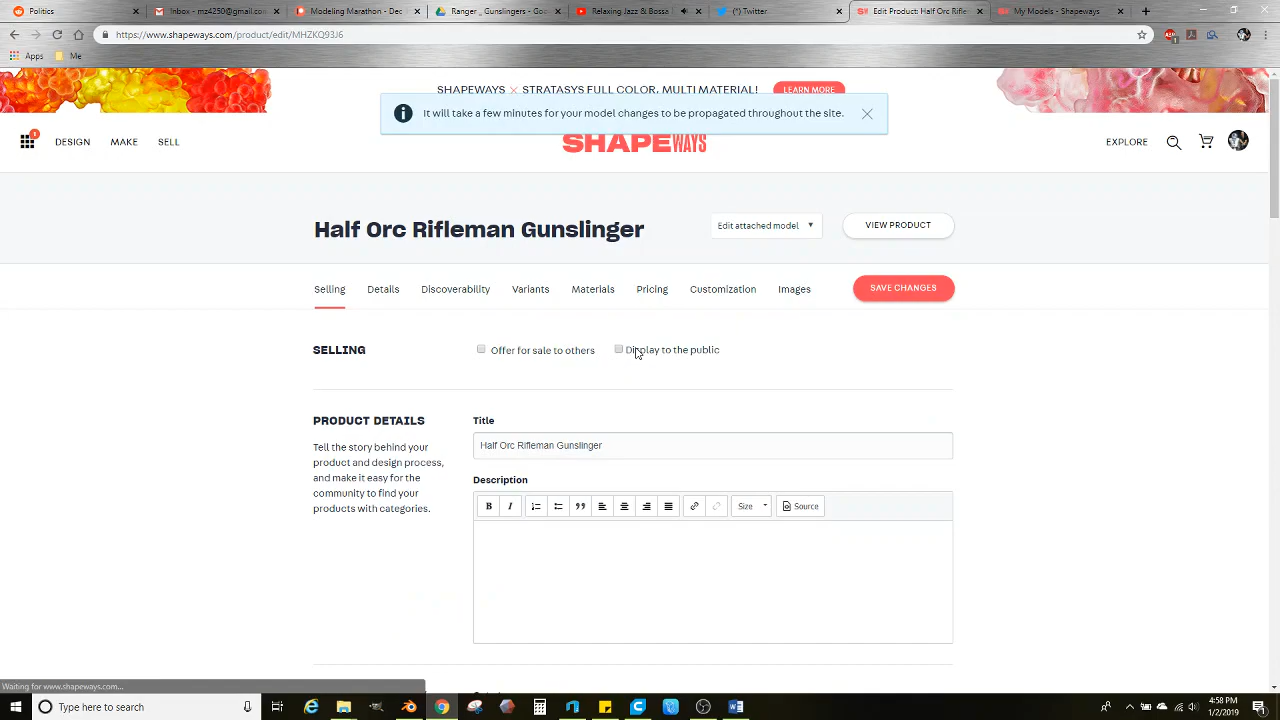 Politics
Inbox - mz4250@gmail.co
Modeling Marathon - Dec
Ranger _ Gunslingers - Go
Relaxing Jazz & Bossa
(*) Twitter
Edit Product: Half Orc Rifle
My Models - Shapeways
https://www.shapeways.com/product/edit/MHZKQ93J6
Apps Me
SHAPEWAYS × STRATASYS FULL COLOR, MULTI MATERIAL! LEARN MORE
It will take a few minutes for your model changes to be propagated throughout the site.
1 DESIGN MAKE SELL SHAPEWAYS EXPLORE
Half Orc Rifleman Gunslinger Edit attached model VIEW PRODUCT
Selling Details Discoverability Variants Materials Pricing Customization Images SAVE CHANGES
SELLING Offer for sale to others Display to the public
PRODUCT DETAILS
Tell the story behind your
product and design process,
and make it easy for the
community to find your
products with categories.
Title
Half Orc Rifleman Gunslinger
Description
B I Size Source
Waiting for www.shapeways.com...
Type here to search
4:58 PM
1/2/2019